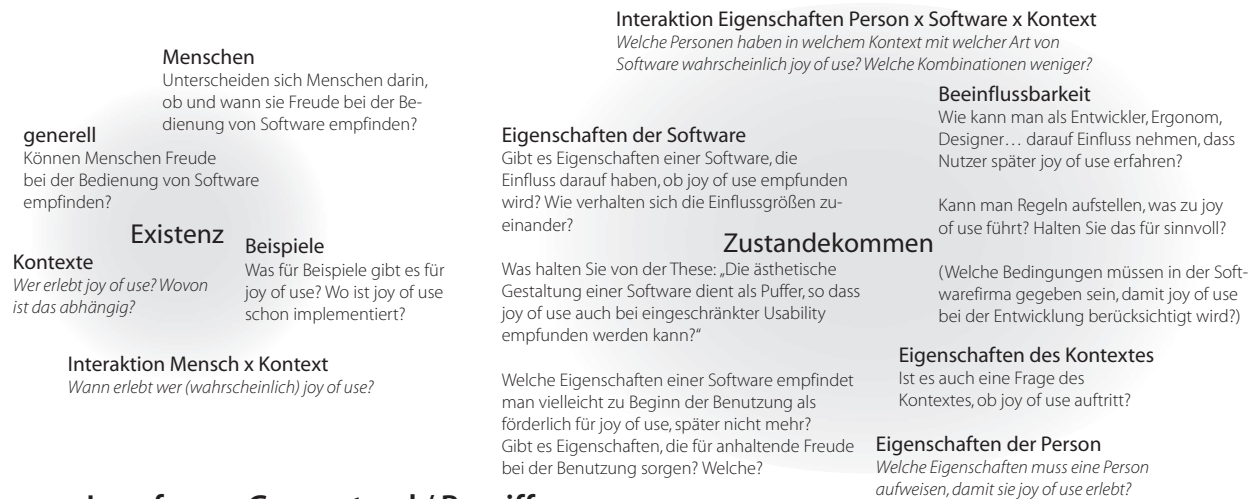 Menschen
Unterscheiden sich Menschen darin,
ob und wann sie Freude bei der Be-
dienung von Software empfinden?
generell
Können Menschen Freude
bei der Bedienung von Software
empfinden?
Existenz
Kontexte
Wer erlebt joy of use? Wovon
ist das abhängig?
Beispiele
Was für Beispiele gibt es für
joy of use? Wo ist joy of use
schon implementiert?
Interaktion Mensch x Kontext
Wann erlebt wer (wahrscheinlich) joy of use?
Interaktion Eigenschaften Person x Software x Kontext
Welche Personen haben in welchem Kontext mit welcher Art von
Software wahrscheinlich joy of use? Welche Kombinationen weniger?
Eigenschaften der Software
Gibt es Eigenschaften einer Software, die
Einfluss darauf haben, ob joy of use empfunden
wird? Wie verhalten sich die Einflussgrößen zu-
einander?
Zustandekommen
Was halten Sie von der These: „Die ästhetische
Gestaltung einer Software dient als Puffer, so dass
joy of use auch bei eingeschränkter Usability
empfunden werden kann?“
Welche Eigenschaften einer Software empfindet
man vielleicht zu Beginn der Benutzung als
förderlich für joy of use, später nicht mehr?
Gibt es Eigenschaften, die für anhaltende Freude
bei der Benutzung sorgen? Welche?
Beeinflussbarkeit
Wie kann man als Entwickler, Ergonom,
Designer… darauf Einfluss nehmen, dass
Nutzer später joy of use erfahren?
Kann man Regeln aufstellen, was zu joy
of use führt? Halten Sie das für sinnvoll?
(Welche Bedingungen müssen in der Soft-
warefirma gegeben sein, damit joy of use
bei der Entwicklung berücksichtigt wird?)
Eigenschaften des Kontextes
Ist es auch eine Frage des
Kontextes, ob joy of use auftritt?
Eigenschaften der Person
Welche Eigenschaften muss eine Person
aufweisen, damit sie joy of use erlebt?